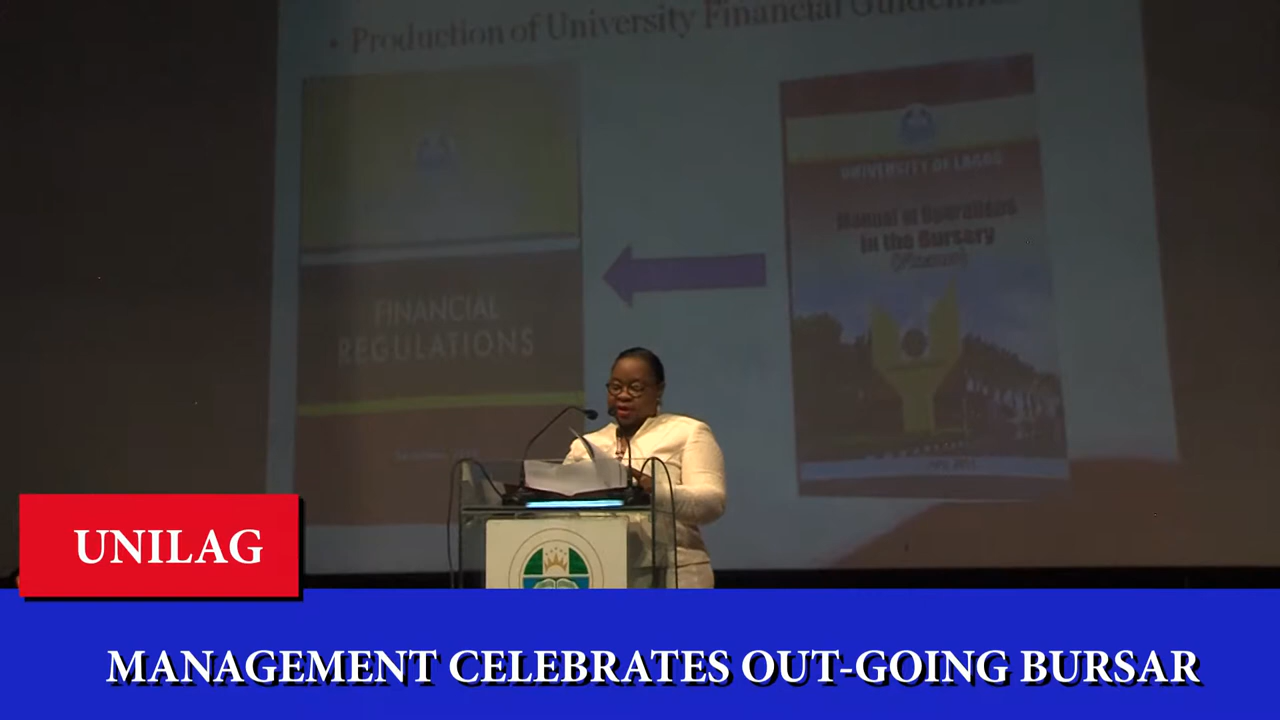 • Production of University Financial Guidelines
FINANCIAL
REGULATIONS
UNIVERSITY OF LAGOS
Manual of Operations
in the Bursary
UNILAG
MANAGEMENT CELEBRATES OUT-GOING BURSAR